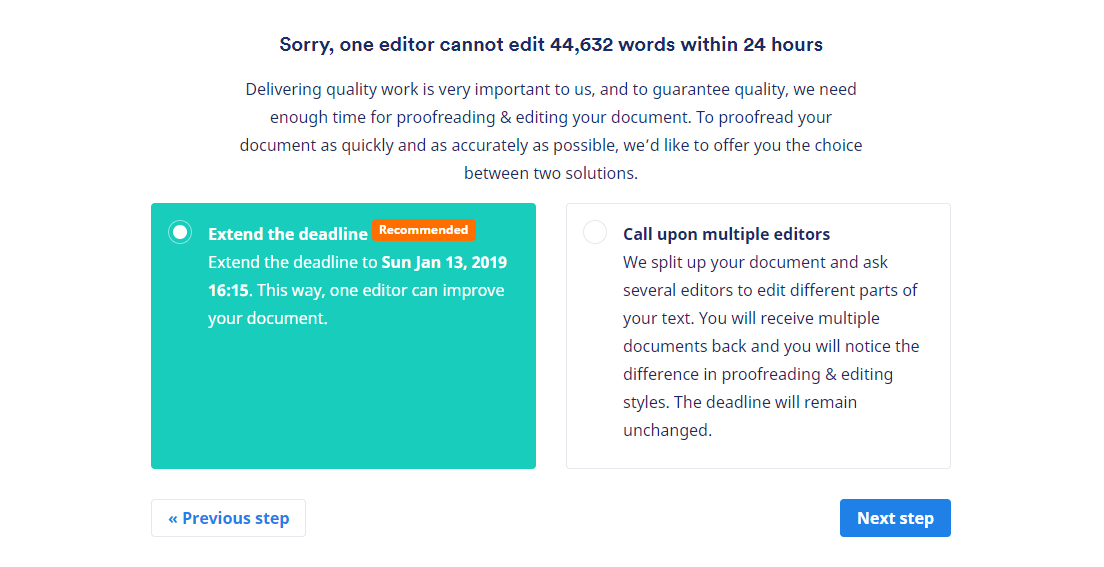 Sorry, one editor cannot edit 44,632 words within 24 hours
Delivering quality work is very important to us, and to guarantee quality, we need
enough time for proofreading & editing your document. To proofread your
document as quickly and as accurately as possible, we’d like to offer you the choice
between two solutions.
Extend the deadline Recommended
Extend the deadline to Sun Jan 13, 2019
16:15. This way, one editor can improve
your document.
Call upon multiple editors
We split up your document and ask
several editors to edit different parts of
your text. You will receive multiple
documents back and you will notice the
difference in proofreading & editing
styles. The deadline will remain
unchanged.
« Previous step
Next step